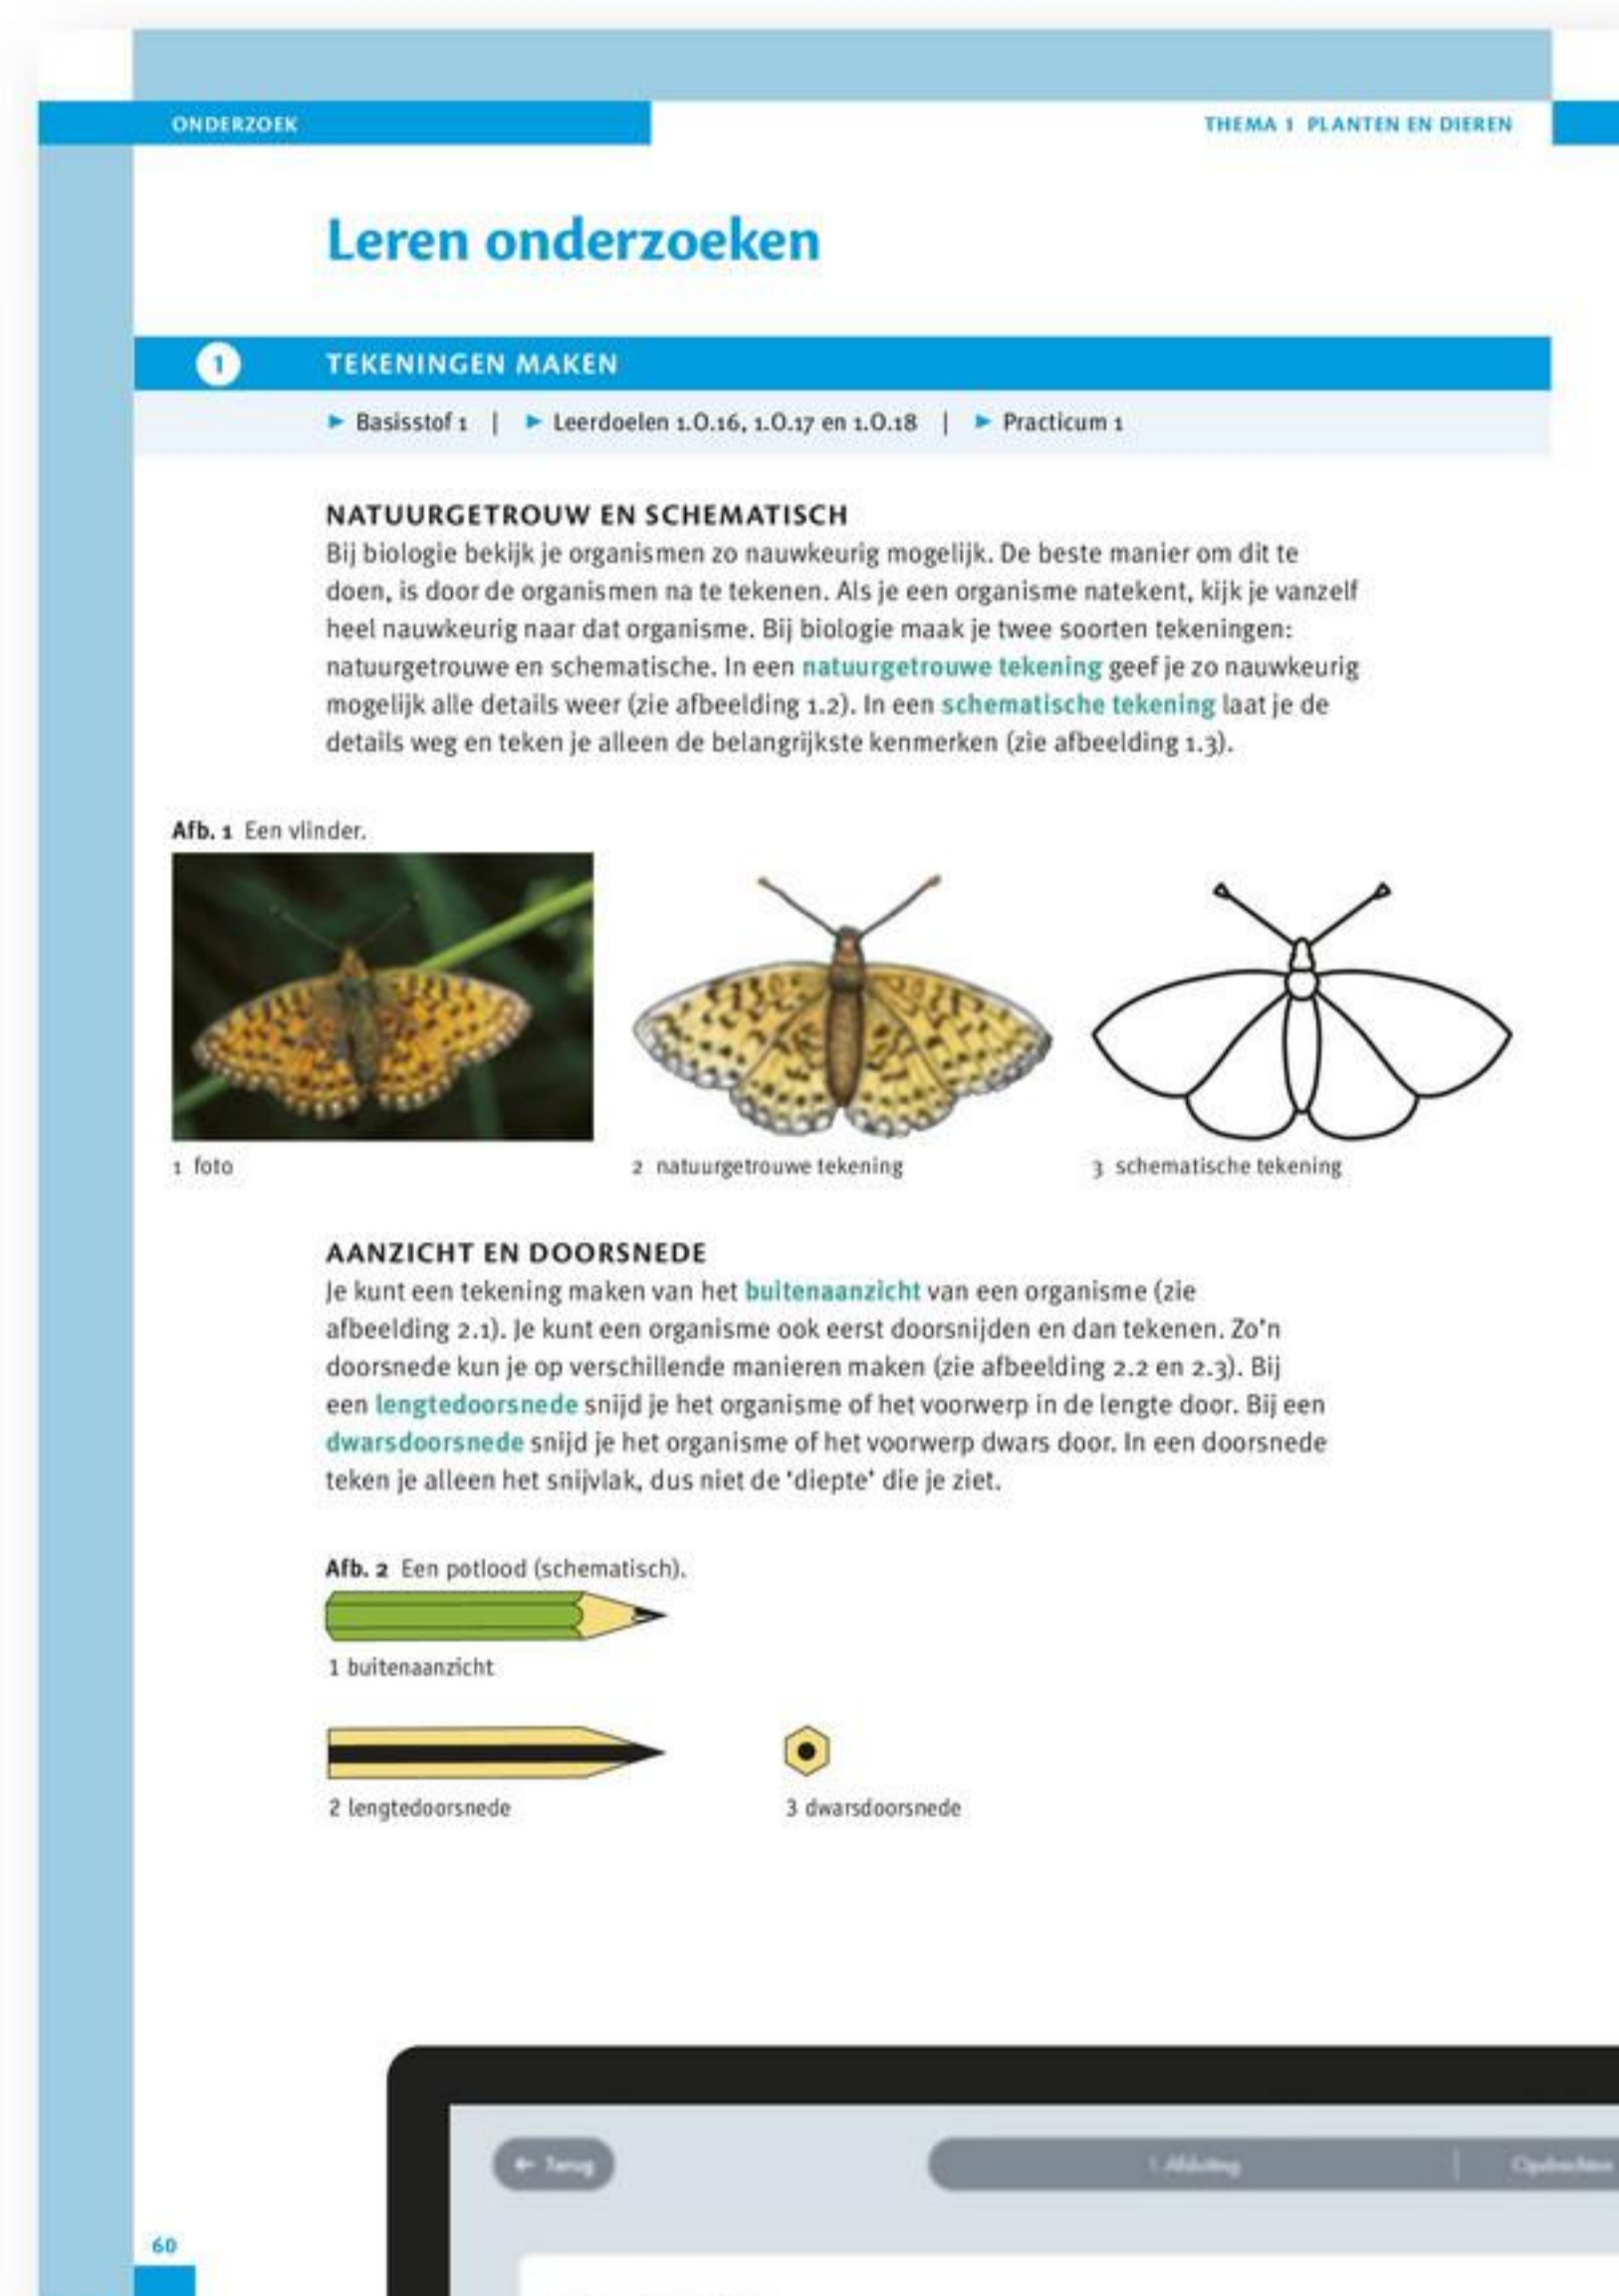 ONDERZOEK
THEMA 1 PLANTEN EN DIEREN
Leren onderzoeken
1 TEKENINGEN MAKEN
► Basisstof 1 | ► Leerdoelen 1.O.16, 1.O.17 en 1.O.18 | ► Practicum 1
NATUURGETROUW EN SCHEMATISCH
Bij biologie bekijk je organismen zo nauwkeurig mogelijk. De beste manier om dit te
doen, is door de organismen na te tekenen. Als je een organisme natekent, kijk je vanzelf
heel nauwkeurig naar dat organisme. Bij biologie maak je twee soorten tekeningen:
natuurgetrouwe en schematische. In een natuurgetrouwe tekening geef je zo nauwkeurig
mogelijk alle details weer (zie afbeelding 1.2). In een schematische tekening laat je de
details weg en teken je alleen de belangrijkste kenmerken (zie afbeelding 1.3).
Afb. 1 Een vlinder.
1 foto
2 natuurgetrouwe tekening
3 schematische tekening
AANZICHT EN DOORSNEDE
Je kunt een tekening maken van het buitenaanzicht van een organisme (zie
afbeelding 2.1). Je kunt een organisme ook eerst doorsnijden en dan tekenen. Zo'n
doorsnede kun je op verschillende manieren maken (zie afbeelding 2.2 en 2.3). Bij
een lengtedoorsnede snijd je het organisme of het voorwerp in de lengte door. Bij een
dwarsdoorsnede snijd je het organisme of het voorwerp dwars door. In een doorsnede
teken je alleen het snijvlak, dus niet de 'diepte' die je ziet.
Afb. 2 Een potlood (schematisch).
1 buitenaanzicht
2 lengtedoorsnede
3 dwarsdoorsnede
← Terug
Opdrachten
60